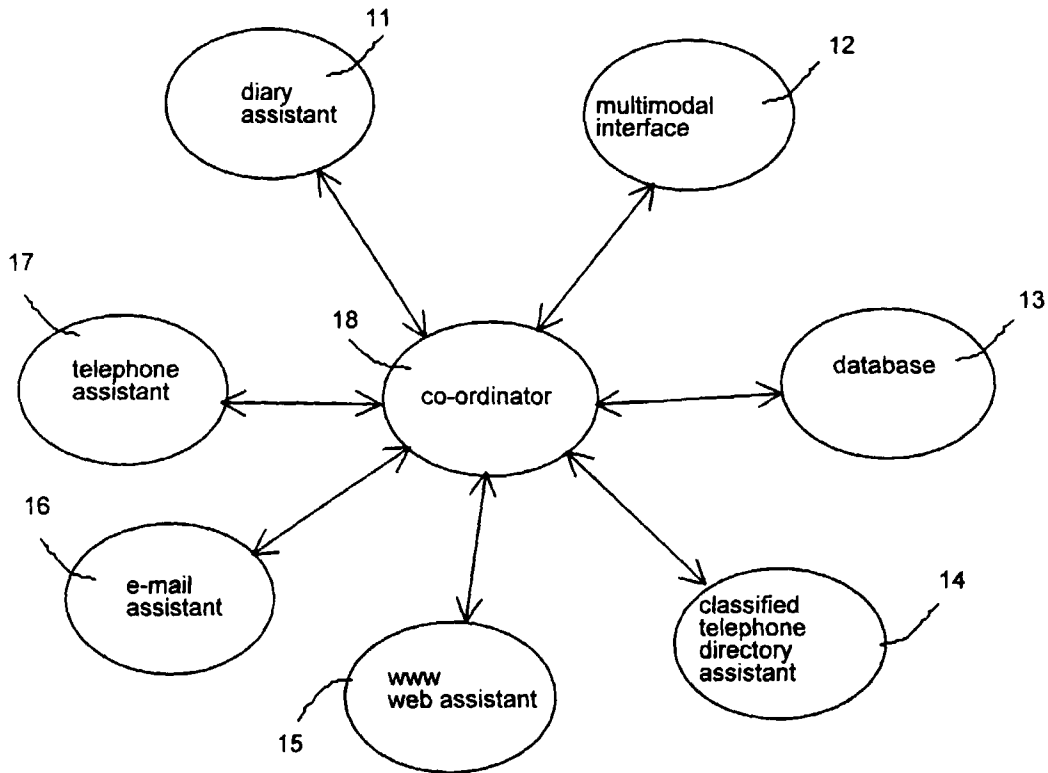 11
diary
assistant
12
multimodal
interface
17
telephone
assistant
18
co-ordinator
13
database
16
e-mail
assistant
www
web assistant
15
classified
telephone
directory
assistant
14